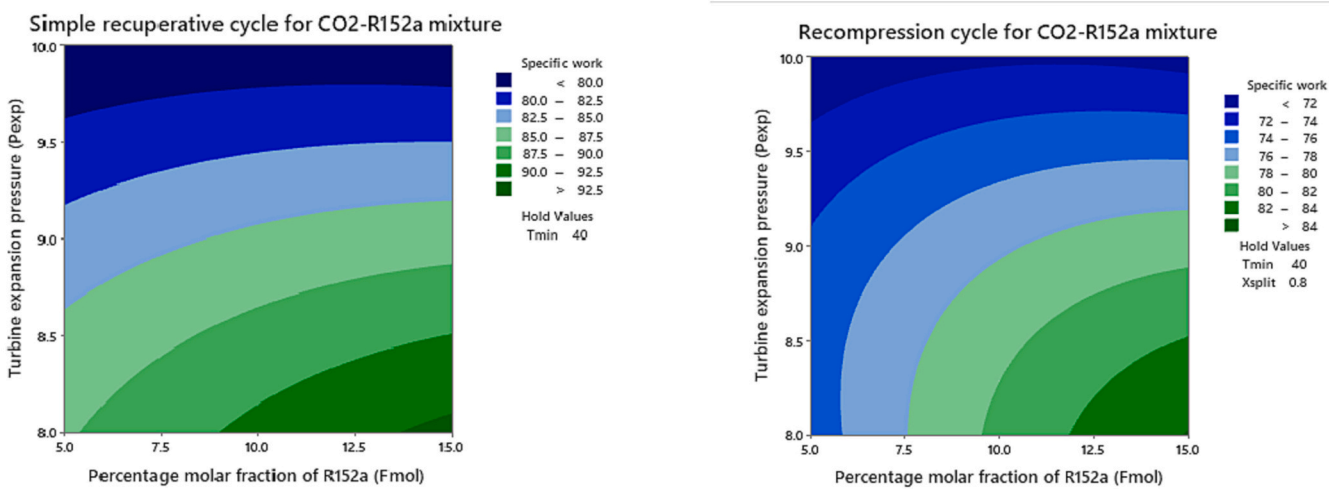 Simple recuperative cycle for CO2-R152a mixture
Turbine expansion pressure (Pexp)
10.0
9.5
9.0
8.5
8.0
5.0 7.5 10.0 12.5 15.0
Percentage molar fraction of R152a (Fmol)
Specific work
< 80.0
80.0 – 82.5
82.5 – 85.0
85.0 – 87.5
87.5 – 90.0
90.0 – 92.5
> 92.5
Hold Values
Tmin 40
Recompression cycle for CO2-R152a mixture
Turbine expansion pressure (Pexp)
10.0
9.5
9.0
8.5
8.0
5.0 7.5 10.0 12.5 15.0
Percentage molar fraction of R152a (Fmol)
Specific work
< 72
72 – 74
74 – 76
76 – 78
78 – 80
80 – 82
82 – 84
> 84
Hold Values
Tmin 40
Xsplit 0.8